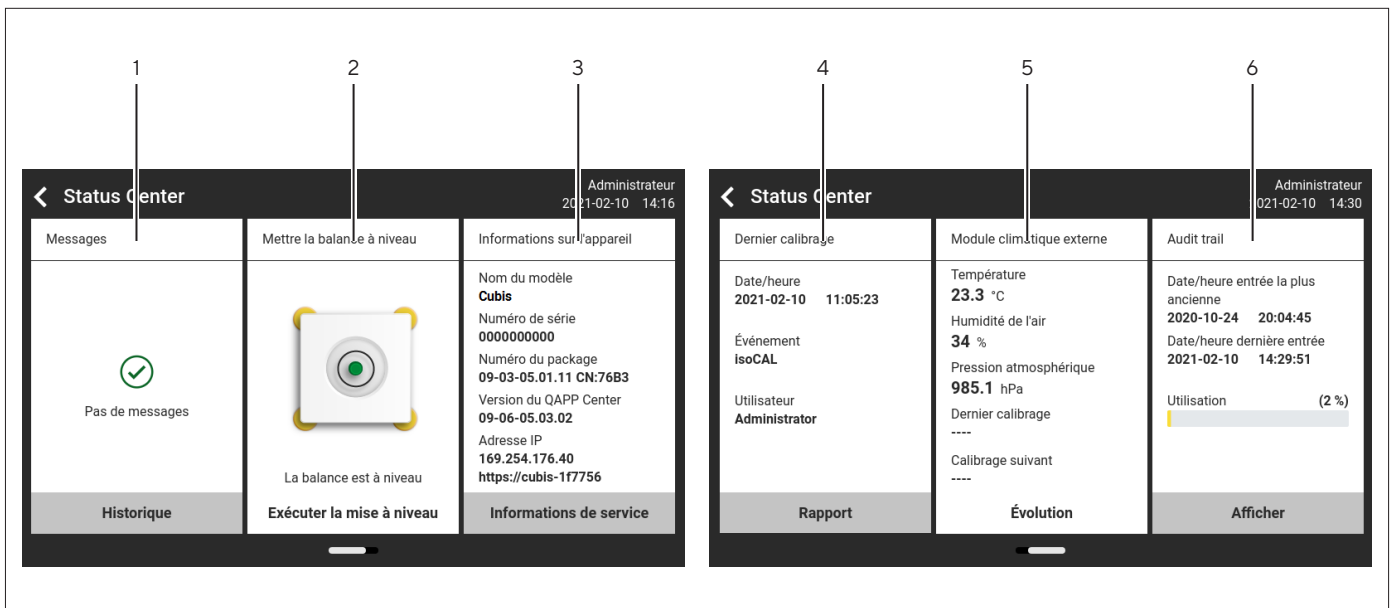 1
2
3
4
5
6
Status Center
Administrateur
2021-02-10 14:16
Messages
Pas de messages
Historique
Mettre la balance à niveau
La balance est à niveau
Exécuter la mise à niveau
Informations sur l'appareil
Nom du modèle
Cubis
Numéro de série
0000000000
Numéro du package
09-03-05.01.11 CN:76B3
Version du QAPP Center
09-06-05.03.02
Adresse IP
169.254.176.40
https://cubis-1f7756
Informations de service
Status Center
Administrateur
2021-02-10 14:30
Dernier calibrage
Date/heure
2021-02-10 11:05:23
Événement
isoCAL
Utilisateur
Administrator
Rapport
Module climatique externe
Température
23.3 °C
Humidité de l'air
34 %
Pression atmosphérique
985.1 hPa
Dernier calibrage
----
Calibrage suivant
----
Évolution
Audit trail
Date/heure entrée la plus
ancienne
2020-10-24 20:04:45
Date/heure dernière entrée
2021-02-10 14:29:51
Utilisation (2 %)
Afficher